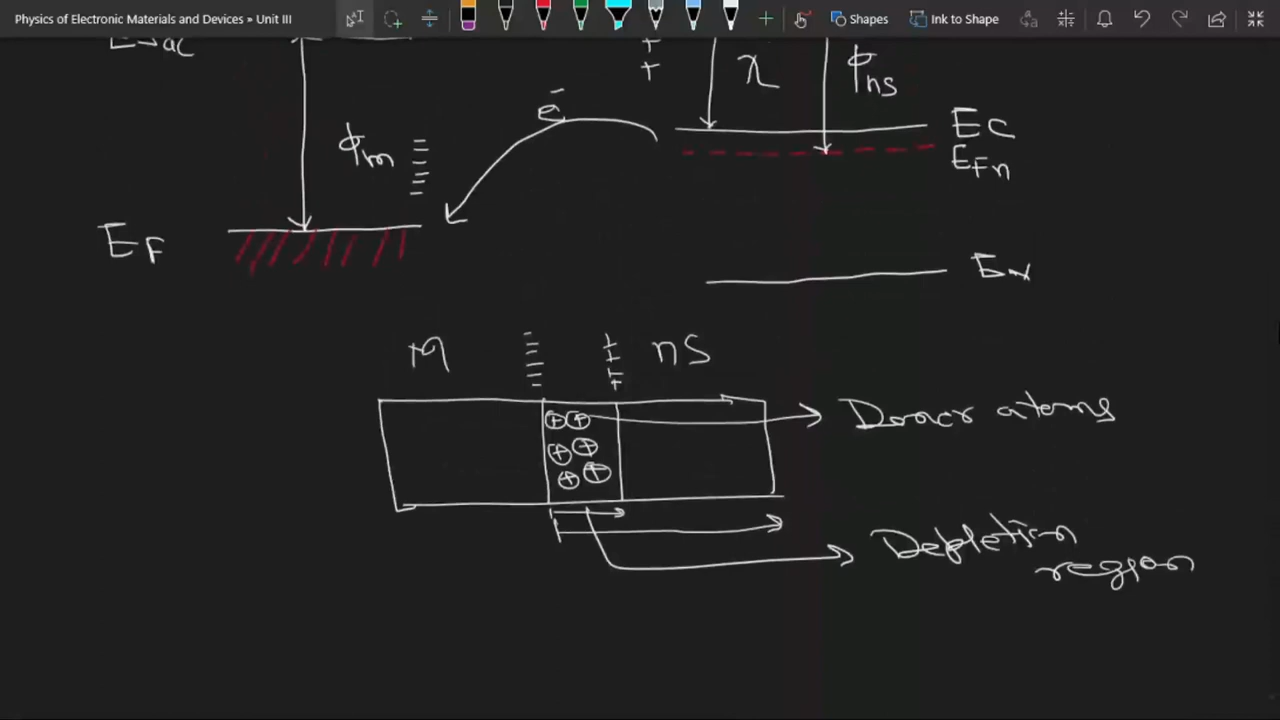 Physics of Electronic Materials and Devices » Unit III
Shapes
Ink to Shape
χ
ϕns
e-
EC
ϕm
EFn
EF
Ev
M
nS
Donor atoms
Depletion
region